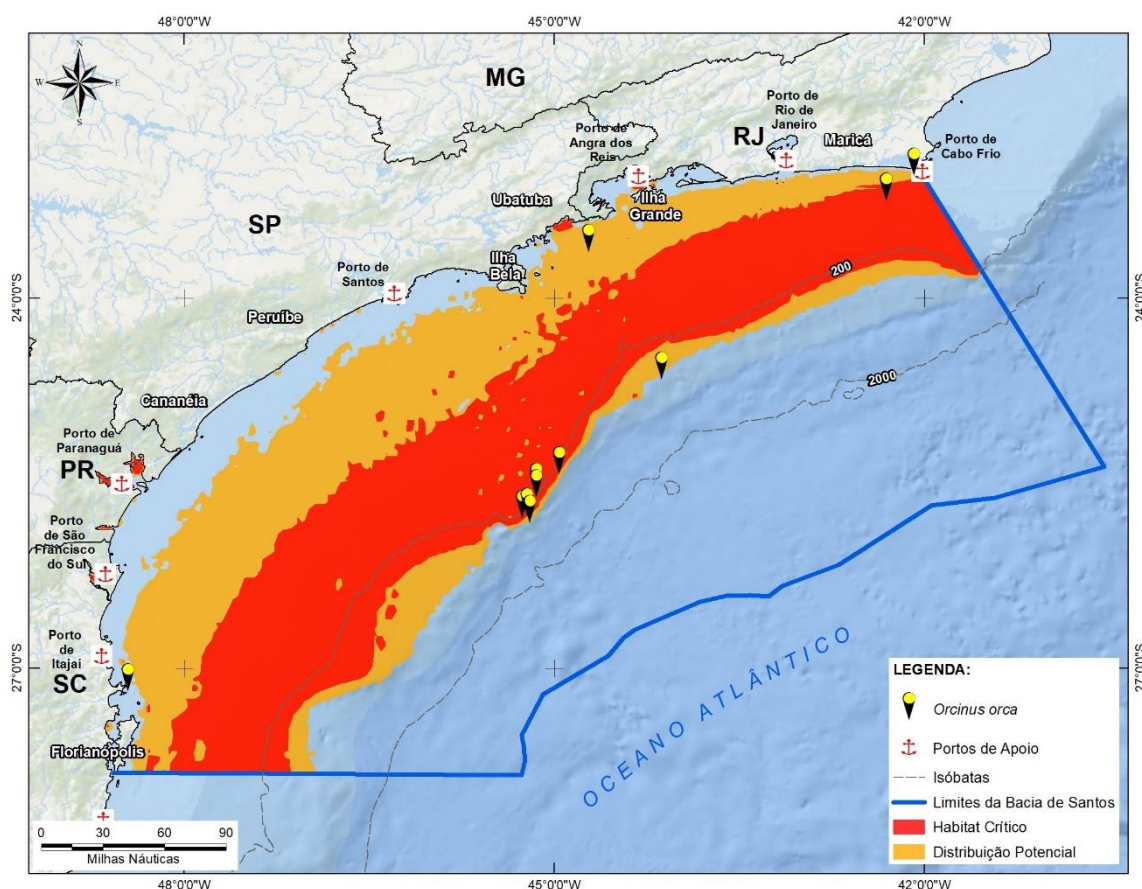 48°0'0"W
45°0'0"W
42°0'0"W
N
W
E
S
MG
Porto de
Rio de
Janeiro
Porto de
Angra dos
Reis
RJ
Maricá
Porto de
Cabo Frio
Ubatuba
Ilha
Grande
SP
Ilha
Bela
Porto de
Santos
200
24°0'0"S
24°0'0"S
Peruíbe
2000
Cananéia
Porto de
Paranaguá
PR
Porto
de São
Francisco
do Sul
Porto
de
Itajaí
SC
27°0'0"S
27°0'0"S
OCEANO ATLÂNTICO
Florianópolis
LEGENDA:
Orcinus orca
Portos de Apoio
Isóbatas
Limites da Bacia de Santos
Habitat Crítico
Distribuição Potencial
0 30 60 90
Milhas Náuticas
48°0'0"W
45°0'0"W
42°0'0"W